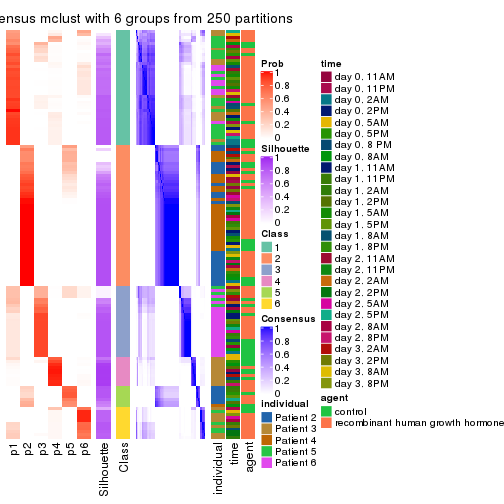 ensus mclust with 6 groups from 250 partitions
p1
p2
p3
p4
p5
p6
Silhouette
Class
individual
time
agent
Prob
1
0.8
0.6
0.4
0.2
0
Silhouette
1
0.8
0.6
0.4
0.2
0
Class
1
2
3
4
5
6
Consensus
1
0.8
0.6
0.4
0.2
0
individual
Patient 2
Patient 3
Patient 4
Patient 5
Patient 6
time
day 0. 11AM
day 0. 11PM
day 0. 2AM
day 0. 2PM
day 0. 5AM
day 0. 5PM
day 0. 8 PM
day 0. 8AM
day 1. 11AM
day 1. 11PM
day 1. 2AM
day 1. 2PM
day 1. 5AM
day 1. 5PM
day 1. 8AM
day 1. 8PM
day 2. 11AM
day 2. 11PM
day 2. 2AM
day 2. 2PM
day 2. 5AM
day 2. 5PM
day 2. 8AM
day 2. 8PM
day 3. 2AM
day 3. 2PM
day 3. 8AM
day 3. 8PM
agent
control
recombinant human growth hormone